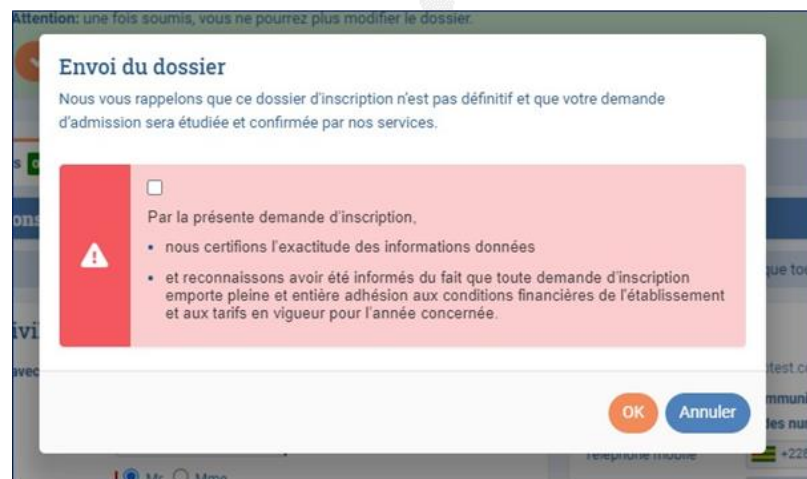 Attention: une fois soumis, vous ne pourrez plus modifier le dossier.
Envoi du dossier
Nous vous rappelons que ce dossier d'inscription n'est pas définitif et que votre demande
d'admission sera étudiée et confirmée par nos services.
Par la présente demande d'inscription,
nous certifions l'exactitude des informations données
et reconnaissons avoir été informés du fait que toute demande d'inscription
emporte pleine et entière adhésion aux conditions financières de l'établissement
et aux tarifs en vigueur pour l'année concernée.
OK Annuler
Téléphone mobile +228
Mr Mme